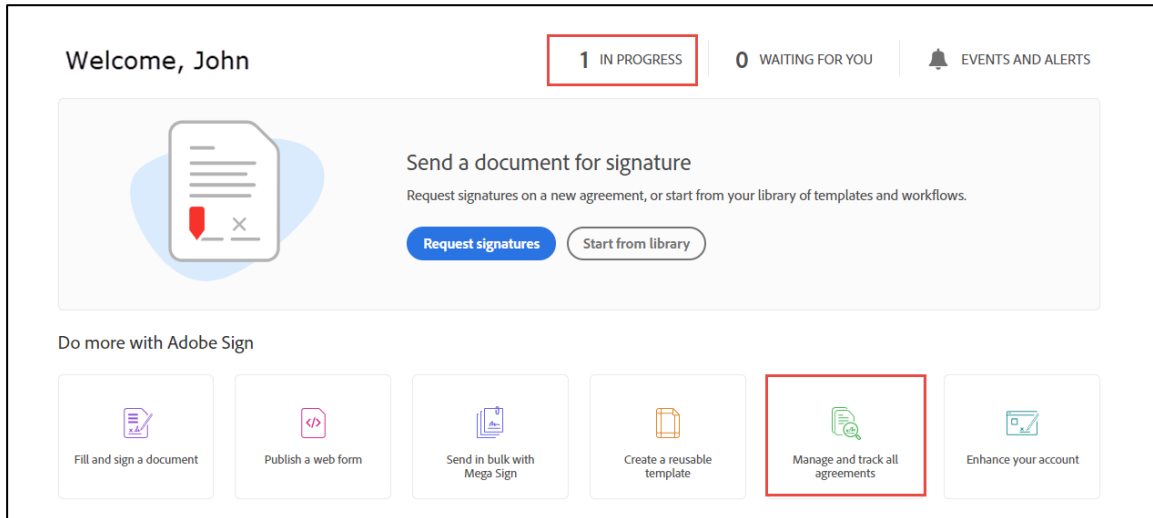 Welcome, John
1 IN PROGRESS
0 WAITING FOR YOU
EVENTS AND ALERTS
Send a document for signature
Request signatures on a new agreement, or start from your library of templates and workflows.
Request signatures
Start from library
Do more with Adobe Sign
Fill and sign a document
Publish a web form
Send in bulk with
Mega Sign
Create a reusable
template
Manage and track all
agreements
Enhance your account